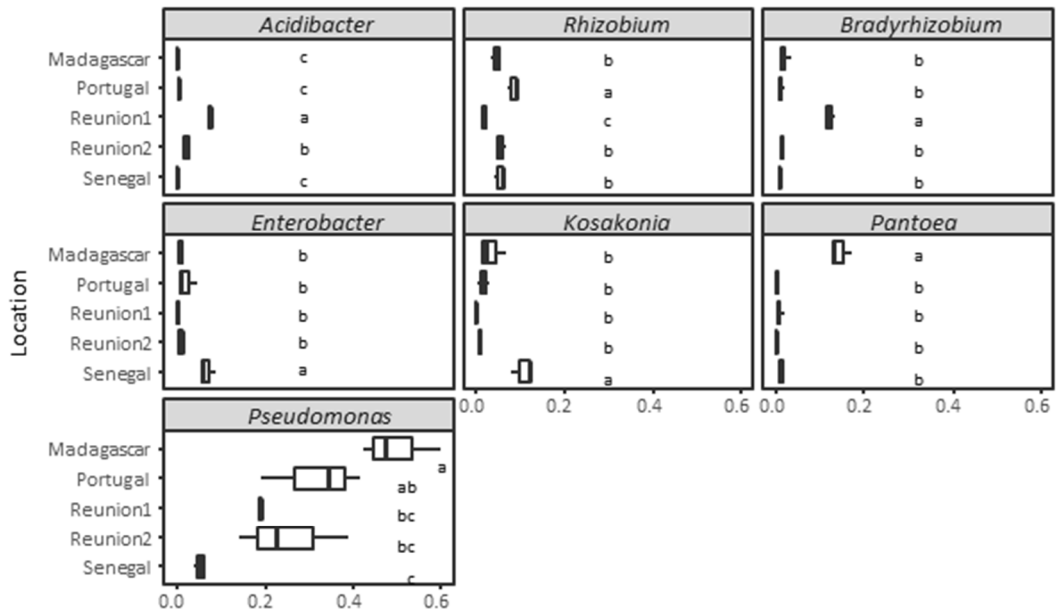 Acidibacter Rhizobium Bradyrhizobium
Madagascar c b b
Portugal c a b
Reunion1 a c a
Reunion2 b b b
Senegal c b b
Enterobacter Kosakonia Pantoea
Madagascar b b a
Portugal b b b
Reunion1 b b b
Reunion2 b b b
Senegal a a b
Location
0.0 0.2 0.4 0.6 0.0 0.2 0.4 0.6
Pseudomonas
Madagascar a
Portugal ab
Reunion1 bc
Reunion2 bc
Senegal c
0.0 0.2 0.4 0.6